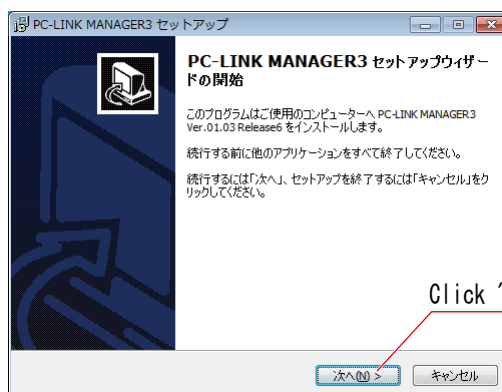 PC-LINK MANAGER3 セットアップ
PC-LINK MANAGER3 セットアップウィザー
ドの開始
このプログラムはご使用のコンピューターへ PC-LINK MANAGER3
Ver.01.03 Release6 をインストールします。
続行する前に他のアプリケーションをすべて終了してください。
続行するには「次へ」、セットアップを終了するには「キャンセル」をク
リックしてください。
Click
次へ(N) >
キャンセル